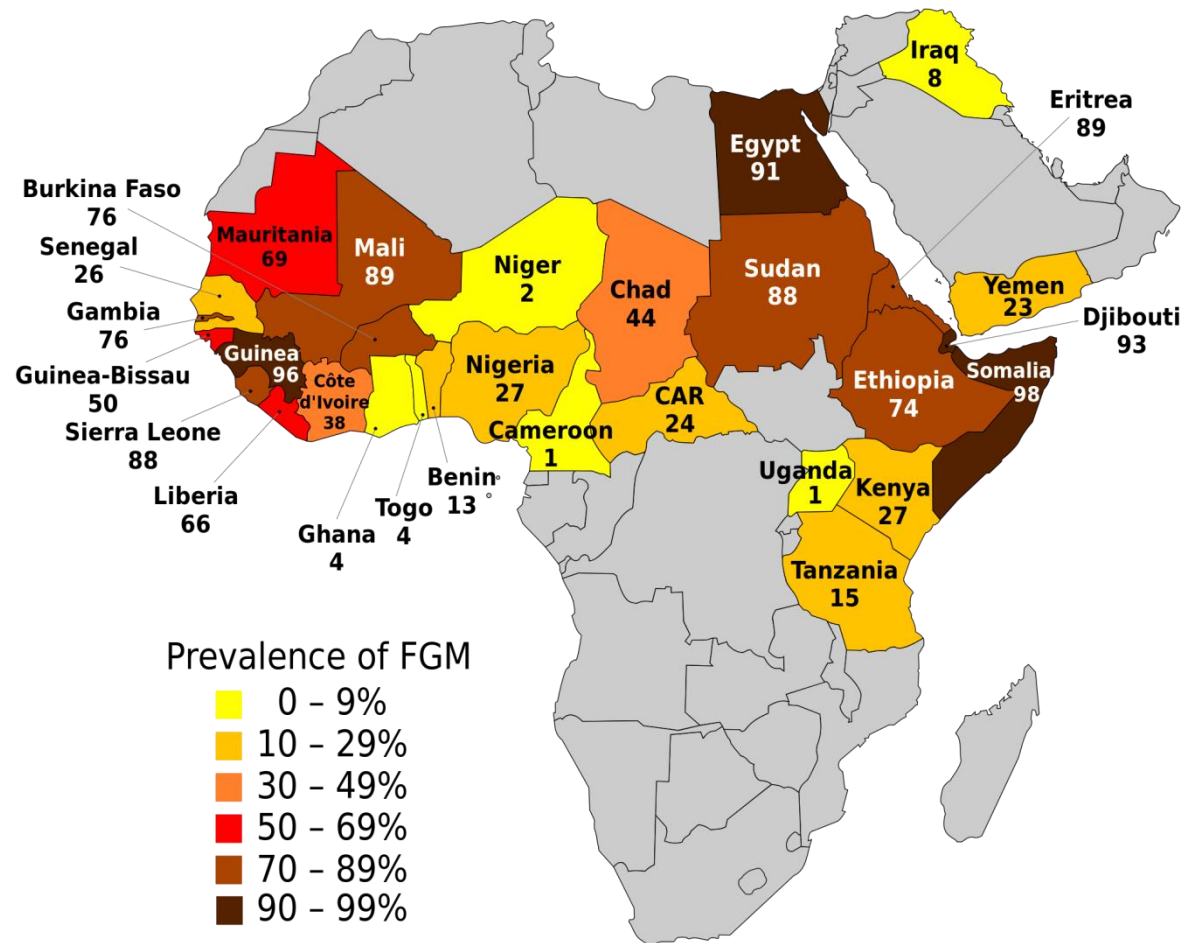 Iraq
8
Eritrea
89
Egypt
91
Burkina Faso
76
Mauritania
69
Mali
89
Senegal
26
Niger
2
Chad
44
Sudan
88
Yemen
23
Gambia
76
Djibouti
93
Guinea
96
Guinea-Bissau
50
Nigeria
27
Côte
d'Ivoire
38
CAR
24
Ethiopia
74
Somalia
98
Sierra Leone
88
Cameroon
1
Liberia
66
Benin
13
Togo
4
Ghana
4
Uganda
1
Kenya
27
Tanzania
15
Prevalence of FGM
0 – 9%
10 – 29%
30 – 49%
50 – 69%
70 – 89%
90 – 99%